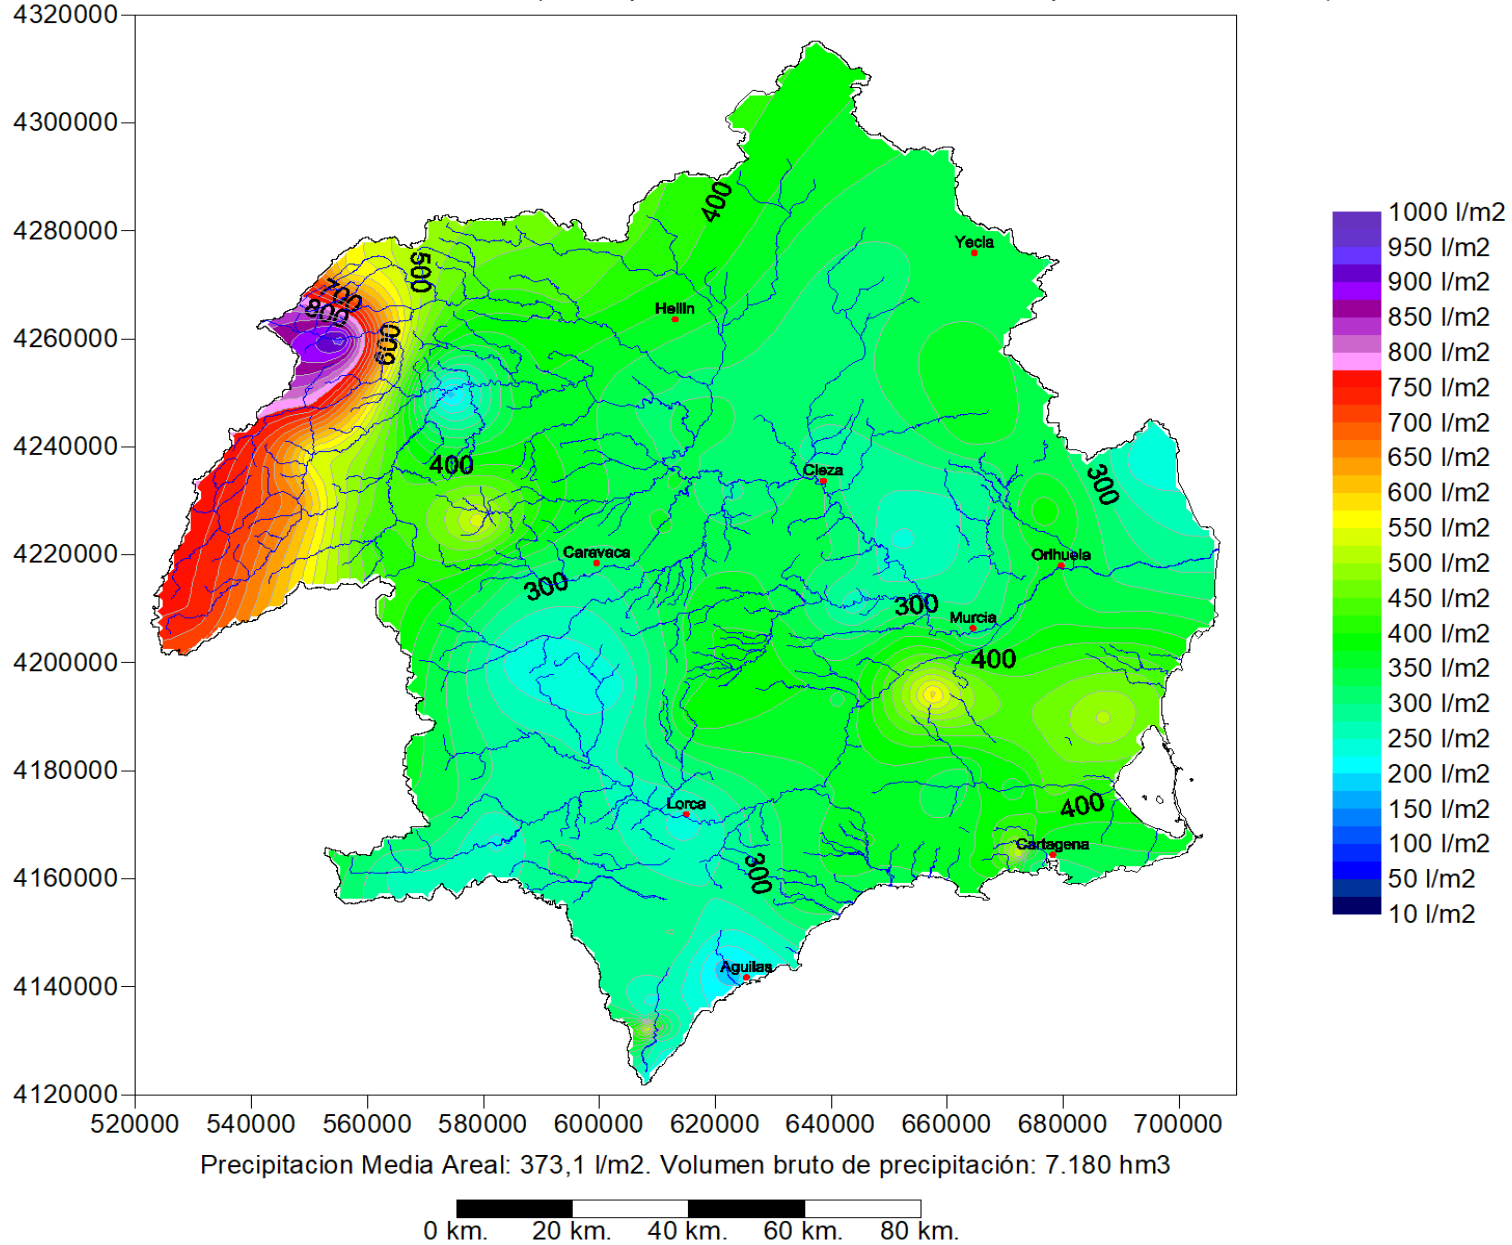 4320000
4300000
4280000
4260000
4240000
4220000
4200000
4180000
4160000
4140000
4120000
520000 540000 560000 580000 600000 620000 640000 660000 680000 700000
400
Yecla
500
700
800
Hellin
600
400
Cieza
300
Caravaca
Orihuela
300
300
Murcia
400
Lorca
400
Cartagena
300
Aguilas
1000 l/m2
950 l/m2
900 l/m2
850 l/m2
800 l/m2
750 l/m2
700 l/m2
650 l/m2
600 l/m2
550 l/m2
500 l/m2
450 l/m2
400 l/m2
350 l/m2
300 l/m2
250 l/m2
200 l/m2
150 l/m2
100 l/m2
50 l/m2
10 l/m2
Precipitacion Media Areal: 373,1 l/m2. Volumen bruto de precipitación: 7.180 hm3
0 km. 20 km. 40 km. 60 km. 80 km.